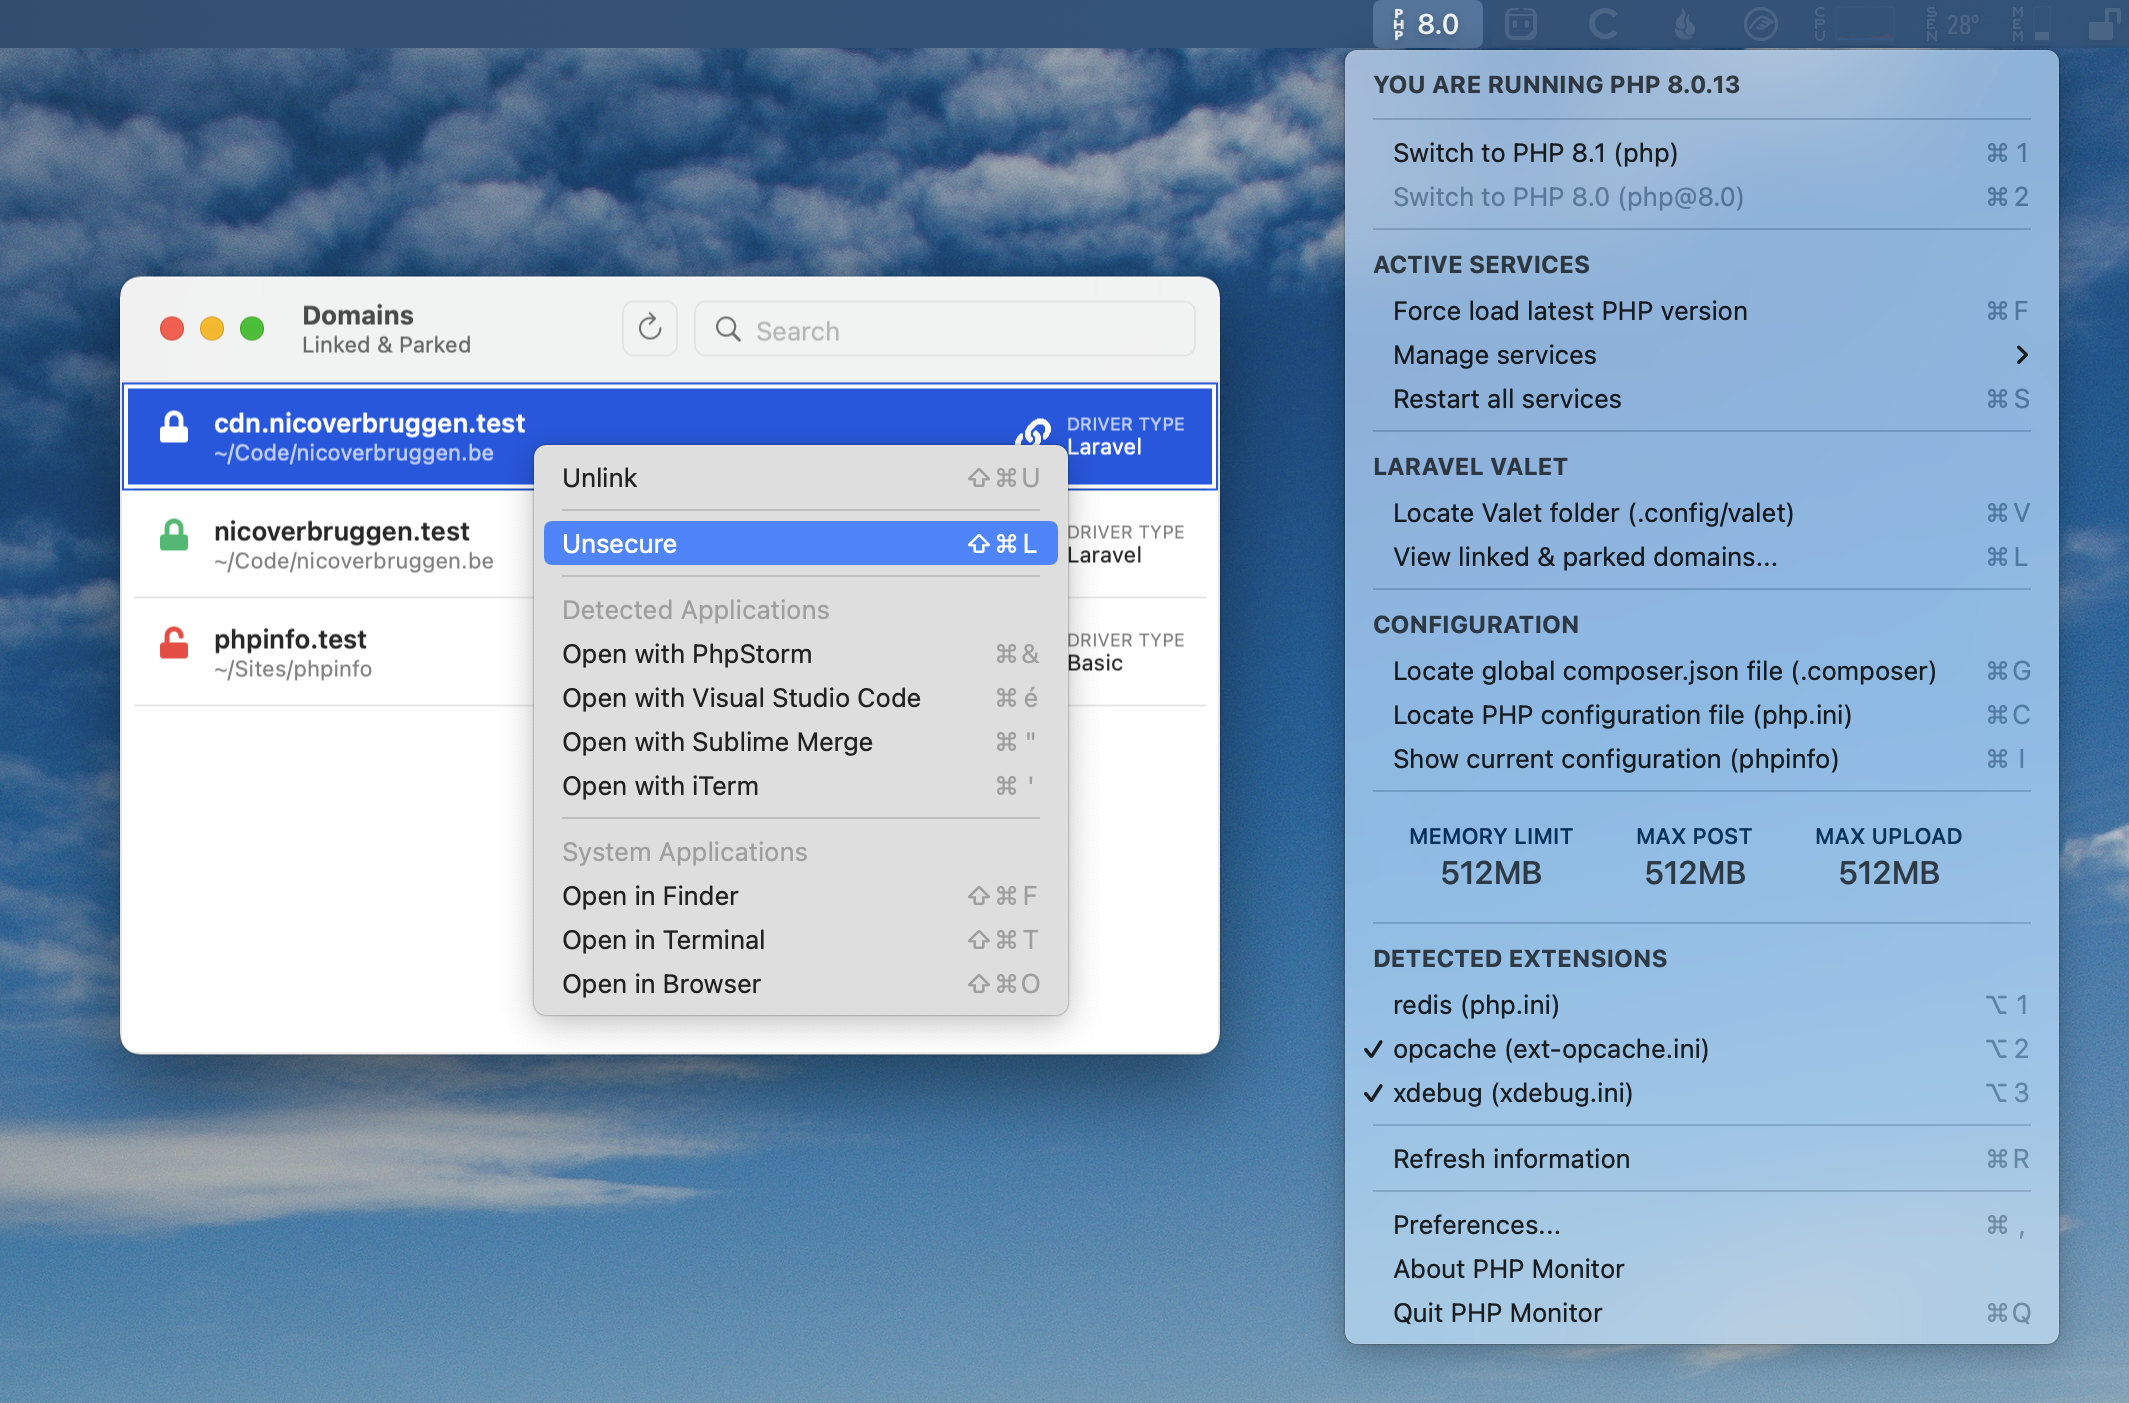 PHP 8.0
CPU
SEN 28°
MEM
Domains
Linked & Parked
Search
cdn.nicoverbruggen.test
~/Code/nicoverbruggen.be
DRIVER TYPE
Laravel
nicoverbruggen.test
~/Code/nicoverbruggen.be
DRIVER TYPE
Laravel
phpinfo.test
~/Sites/phpinfo
DRIVER TYPE
Basic
Unlink ⇧⌘U
Unsecure ⇧⌘L
Detected Applications
Open with PhpStorm ⌘&
Open with Visual Studio Code ⌘é
Open with Sublime Merge ⌘"
Open with iTerm ⌘'
System Applications
Open in Finder ⇧⌘F
Open in Terminal ⇧⌘T
Open in Browser ⇧⌘O
YOU ARE RUNNING PHP 8.0.13
Switch to PHP 8.1 (php) ⌘1
Switch to PHP 8.0 (php@8.0) ⌘2
ACTIVE SERVICES
Force load latest PHP version ⌘F
Manage services
Restart all services ⌘S
LARAVEL VALET
Locate Valet folder (.config/valet) ⌘V
View linked & parked domains... ⌘L
CONFIGURATION
Locate global composer.json file (.composer) ⌘G
Locate PHP configuration file (php.ini) ⌘C
Show current configuration (phpinfo) ⌘I
MEMORY LIMIT MAX POST MAX UPLOAD
512MB 512MB 512MB
DETECTED EXTENSIONS
redis (php.ini) ⌥1
✓ opcache (ext-opcache.ini) ⌥2
✓ xdebug (xdebug.ini) ⌥3
Refresh information ⌘R
Preferences... ⌘,
About PHP Monitor
Quit PHP Monitor ⌘Q